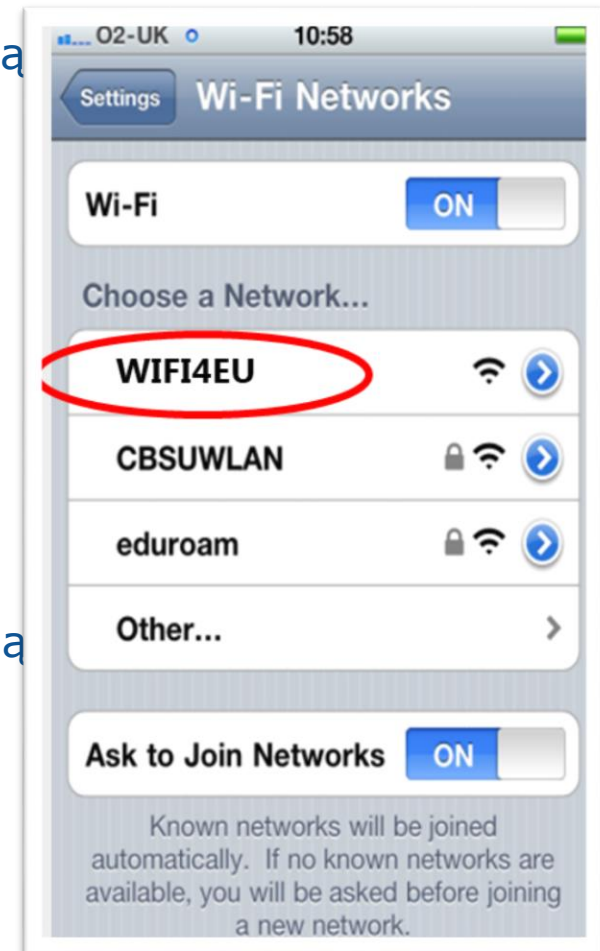 ą
O2-UK 10:58
Settings Wi-Fi Networks
Wi-Fi ON
Choose a Network...
WIFI4EU
CBSUWLAN
eduroam
Other...
ą
Ask to Join Networks ON
Known networks will be joined
automatically. If no known networks are
available, you will be asked before joining
a new network.